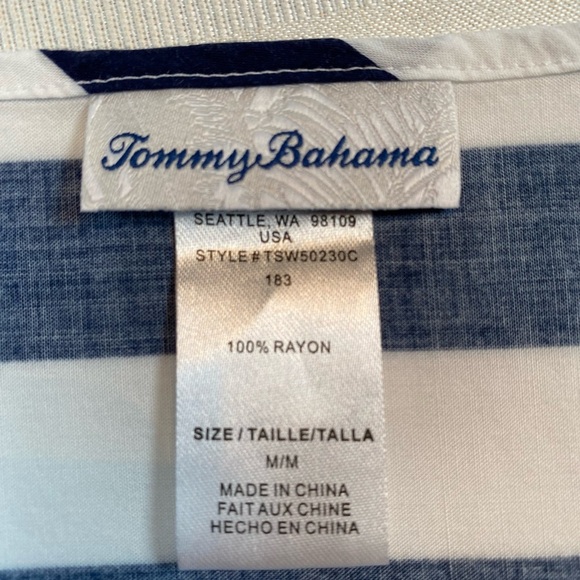 Tommy Bahama
SEATTLE, WA 98109
USA
STYLE # TSW50230C
183
100% RAYON
SIZE / TAILLE/TALLA
M/M
MADE IN CHINA
FAIT AUX CHINE
HECHO EN CHINA